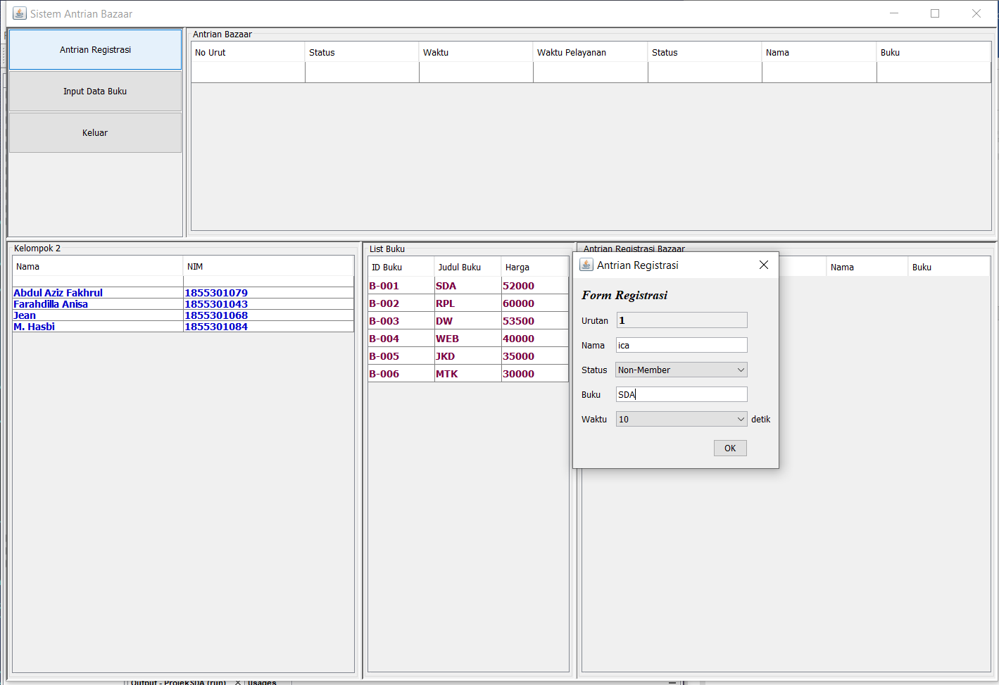 Sistem Antrian Bazaar
Antrian Registrasi
Input Data Buku
Keluar
Antrian Bazaar
No Urut Status Waktu Waktu Pelayanan Status Nama Buku
Kelompok 2
Nama NIM
Abdul Aziz Fakhrul 1855301079
Farahdilla Anisa 1855301043
Jean 1855301068
M. Hasbi 1855301084
List Buku
ID Buku Judul Buku Harga
B-001 SDA 52000
B-002 RPL 60000
B-003 DW 53500
B-004 WEB 40000
B-005 JKD 35000
B-006 MTK 30000
Antrian Registrasi Bazaar
Nama Buku
Antrian Registrasi
Form Registrasi
Urutan 1
Nama ica
Status Non-Member
Buku SDA
Waktu 10 detik
OK
Output - ProjekSDA (run) Usages